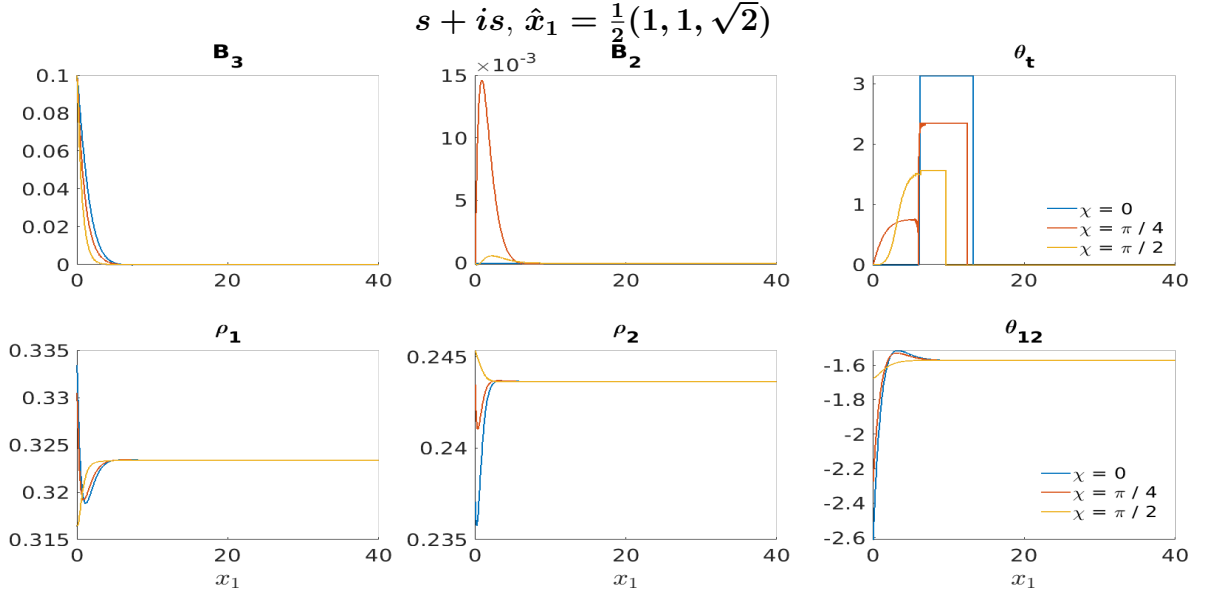 s + is, x̂₁ = ½(1, 1, √2)
B₃ B₂ θₜ
×10⁻³
0.1 0.08 0.06 0.04 0.02 0
15 10 5 0
3 2 1 0
χ = 0
χ = π / 4
χ = π / 2
0 20 40 0 20 40 0 20 40
ρ₁ ρ₂ θ₁₂
0.335 0.33 0.325 0.32 0.315
0.245 0.24 0.235
-1.6 -1.8 -2 -2.2 -2.4 -2.6
χ = 0
χ = π / 4
χ = π / 2
0 20 40 0 20 40 0 20 40
x₁ x₁ x₁